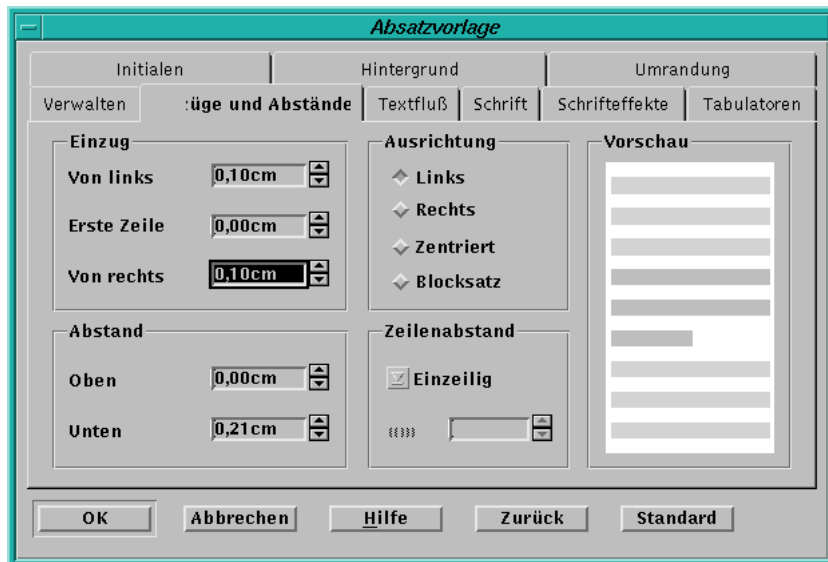 Absatzvorlage
Initialen Hintergrund Umrandung
Verwalten :üge und Abstände Textfluß Schrift Schrifteffekte Tabulatoren
Einzug Ausrichtung Vorschau
Von links 0,10cm Links
Rechts
Erste Zeile 0,00cm
Zentriert
Von rechts 0,10cm Blocksatz
Abstand Zeilenabstand
Oben 0,00cm Einzeilig
Unten 0,21cm
OK Abbrechen Hilfe Zurück Standard